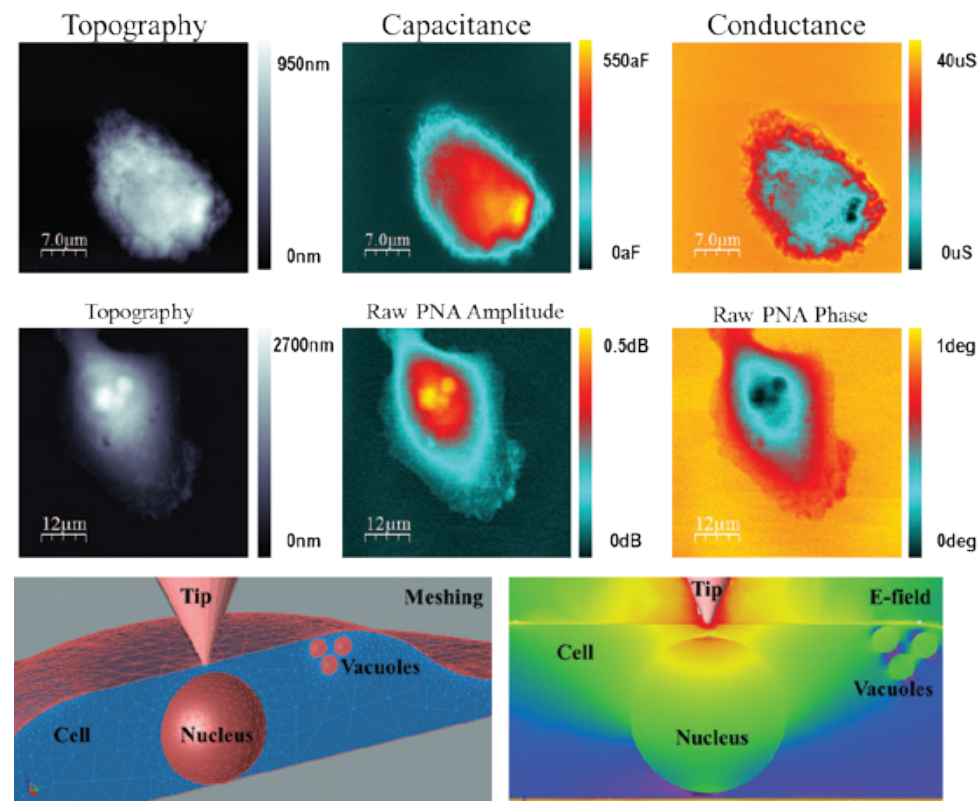 Topography
Capacitance
Conductance
950nm
550aF
40uS
7.0μm
7.0μm
7.0μm
0nm
0aF
0uS
Topography
Raw PNA Amplitude
Raw PNA Phase
2700nm
0.5dB
1deg
12μm
12μm
12μm
0nm
0dB
0deg
Tip
Meshing
Vacuoles
Cell
Nucleus
Tip
E-field
Cell
Vacuoles
Nucleus